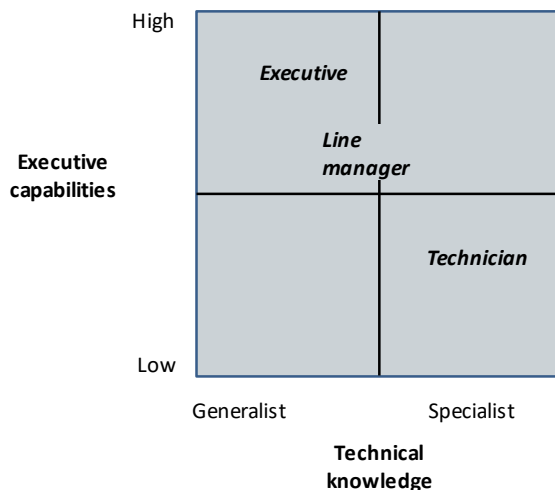 High
Executive
Line
manager
Executive
capabilities
Technician
Low
Generalist
Specialist
Technical
knowledge